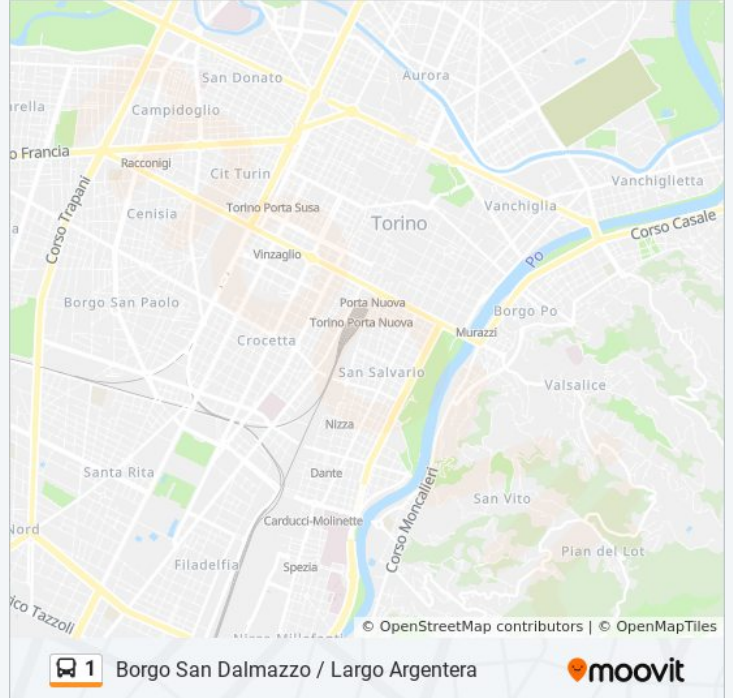 San Donato
Aurora
arella
Campidoglio
o Francia
Racconigi
Cit Turin
Vanchiglietta
Corso Trapani
Cenisia
Torino Porta Susa
Torino
Vanchiglia
Corso Casale
a
Vinzaglio
Po
Borgo San Paolo
Porta Nuova
Torino Porta Nuova
Borgo Po
Crocetta
Murazzi
San Salvario
Valsalice
Nizza
Santa Rita
Dante
Corso Moncalieri
San Vito
Nord
Carducci-Molinette
Filadelfia
Spezia
Pian del Lot
ico Tazzoli
© OpenStreetMap contributors | © OpenMapTiles
1 Borgo San Dalmazzo / Largo Argentera
moovit